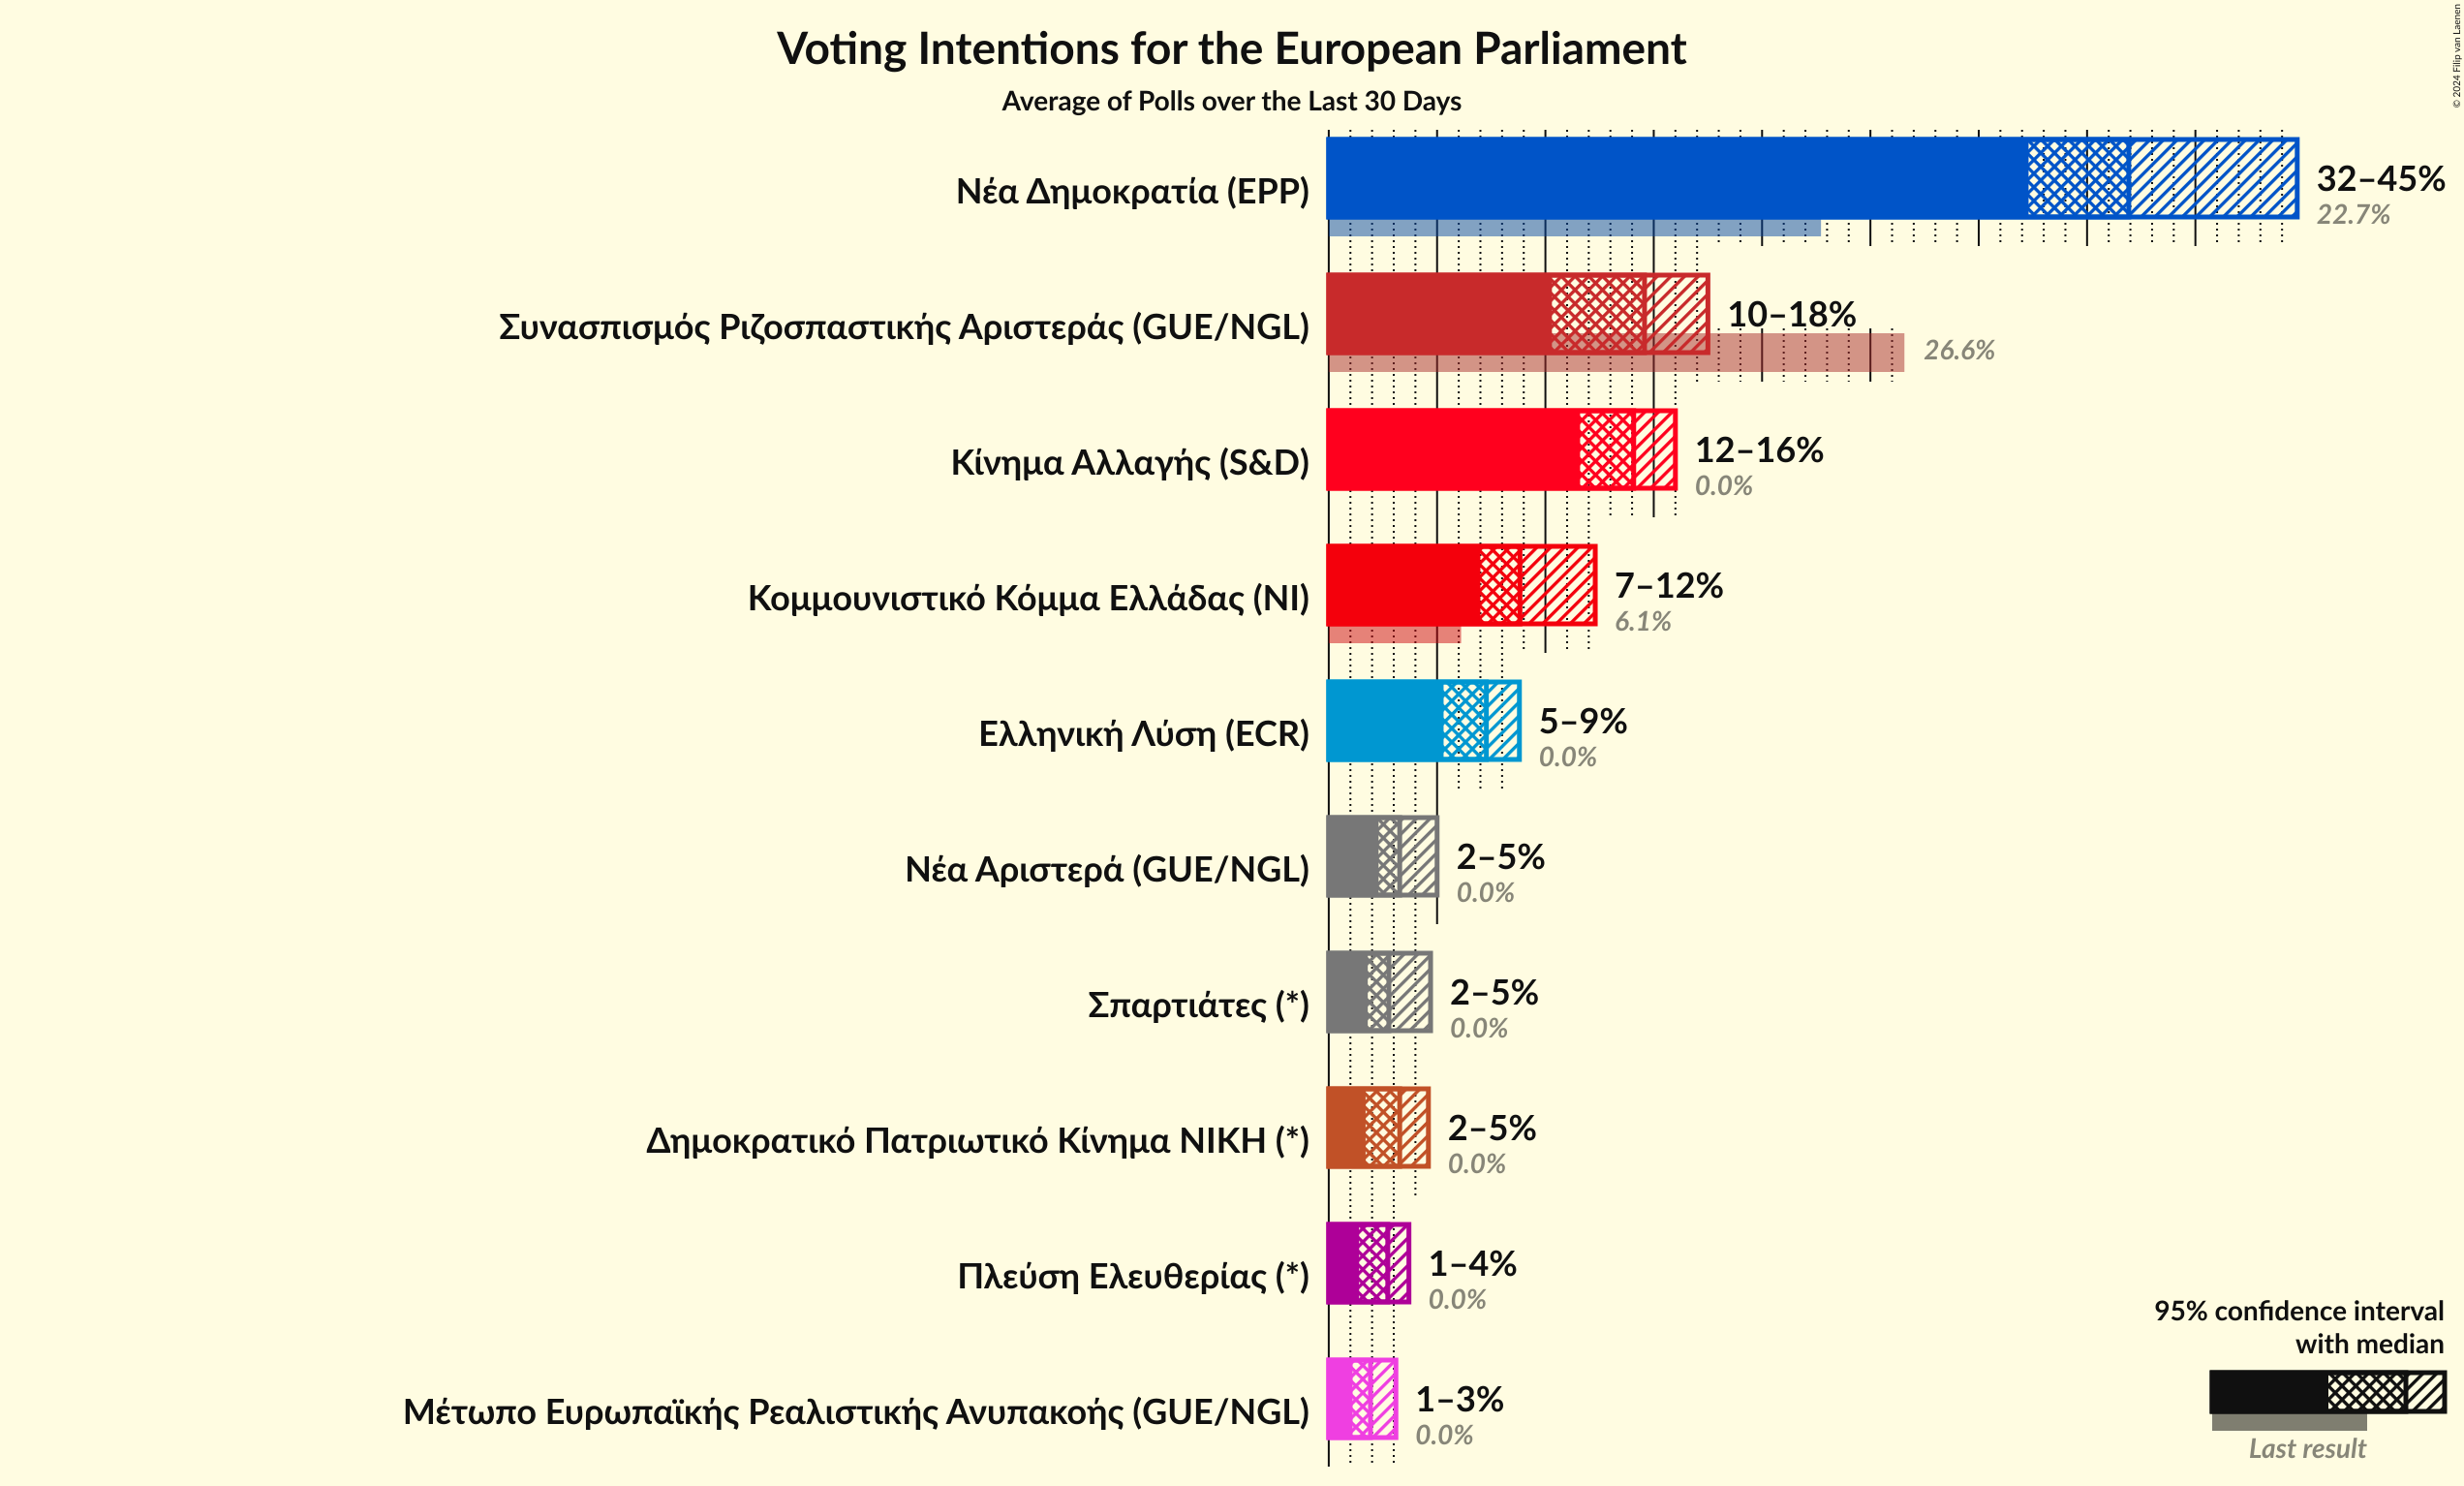 Voting Intentions for the European Parliament
Average of Polls over the Last 30 Days
© 2024 Filip van Laenen
Νέα Δημοκρατία (EPP)
32–45%
22.7%
Συνασπισμός Ριζοσπαστικής Αριστεράς (GUE/NGL)
10–18%
26.6%
Κίνημα Αλλαγής (S&D)
12–16%
0.0%
Κομμουνιστικό Κόμμα Ελλάδας (NI)
7–12%
6.1%
Ελληνική Λύση (ECR)
5–9%
0.0%
Νέα Αριστερά (GUE/NGL)
2–5%
0.0%
Σπαρτιάτες (*)
2–5%
0.0%
Δημοκρατικό Πατριωτικό Κίνημα ΝΙΚΗ (*)
2–5%
0.0%
Πλεύση Ελευθερίας (*)
1–4%
0.0%
Μέτωπο Ευρωπαϊκής Ρεαλιστικής Ανυπακοής (GUE/NGL)
1–3%
0.0%
95% confidence interval
with median
Last result